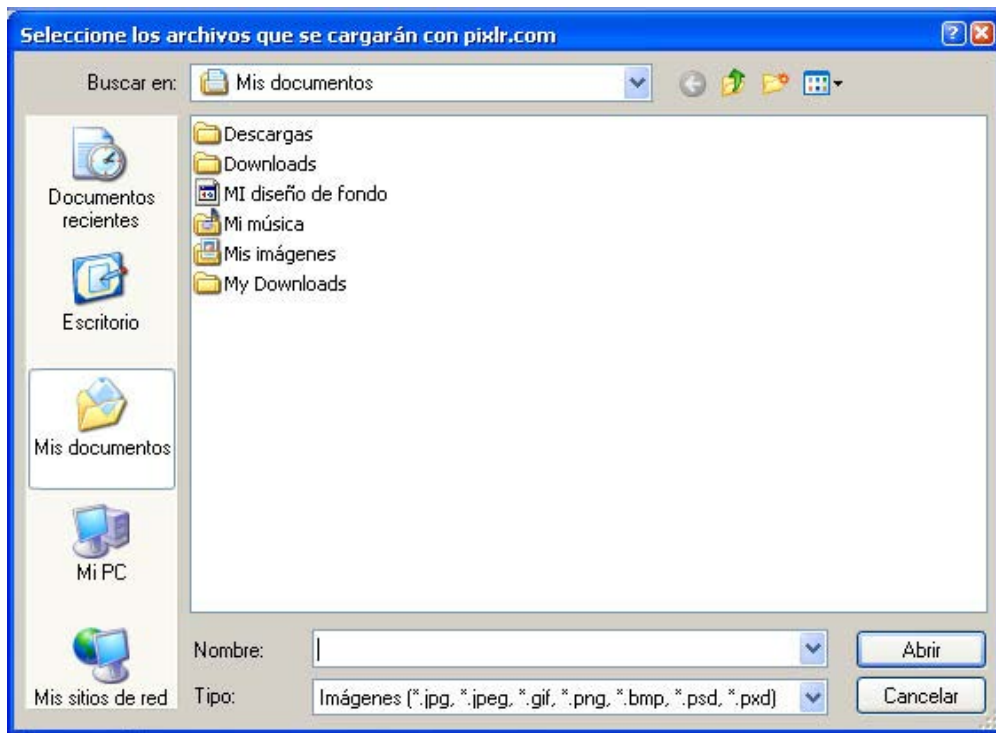 Seleccione los archivos que se cargarán con pixlr.com
Buscar en:
Mis documentos
Documentos
recientes
Escritorio
Mis documentos
Mi PC
Mis sitios de red
Descargas
Downloads
MI diseño de fondo
Mi música
Mis imágenes
My Downloads
Nombre:
Abrir
Tipo:
Imágenes (*.jpg, *.jpeg, *.gif, *.png, *.bmp, *.psd, *.pxd)
Cancelar